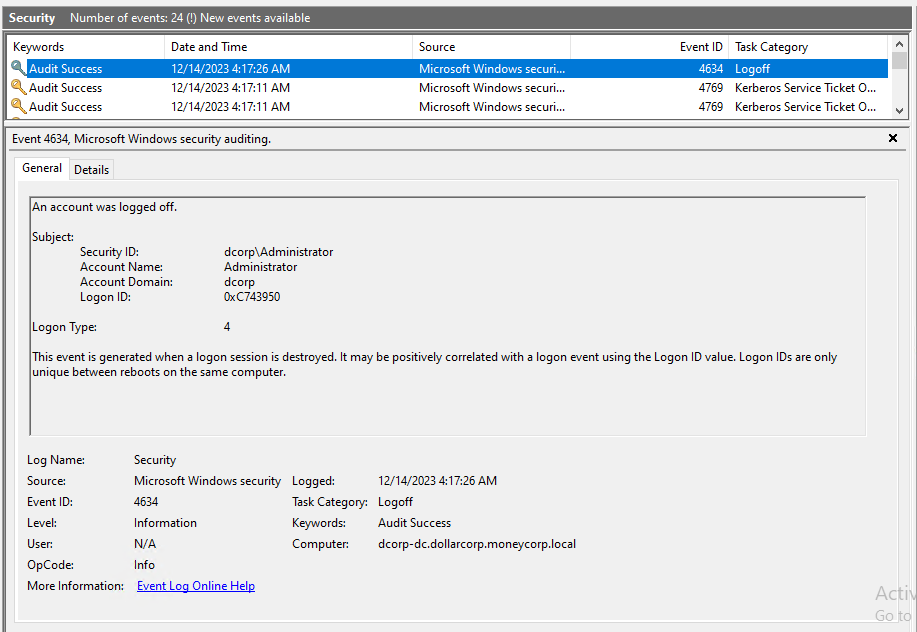 Security Number of events: 24 (!) New events available
Keywords Date and Time Source Event ID Task Category
Audit Success 12/14/2023 4:17:26 AM Microsoft Windows securi... 4634 Logoff
Audit Success 12/14/2023 4:17:11 AM Microsoft Windows securi... 4769 Kerberos Service Ticket O...
Audit Success 12/14/2023 4:17:11 AM Microsoft Windows securi... 4769 Kerberos Service Ticket O...
Event 4634, Microsoft Windows security auditing.
General Details
An account was logged off.
Subject:
Security ID: dcorp\Administrator
Account Name: Administrator
Account Domain: dcorp
Logon ID: 0xC743950
Logon Type: 4
This event is generated when a logon session is destroyed. It may be positively correlated with a logon event using the Logon ID value. Logon IDs are only
unique between reboots on the same computer.
Log Name: Security
Source: Microsoft Windows security Logged: 12/14/2023 4:17:26 AM
Event ID: 4634 Task Category: Logoff
Level: Information Keywords: Audit Success
User: N/A Computer: dcorp-dc.dollarcorp.moneycorp.local
OpCode: Info
More Information: Event Log Online Help
Activ
Go to